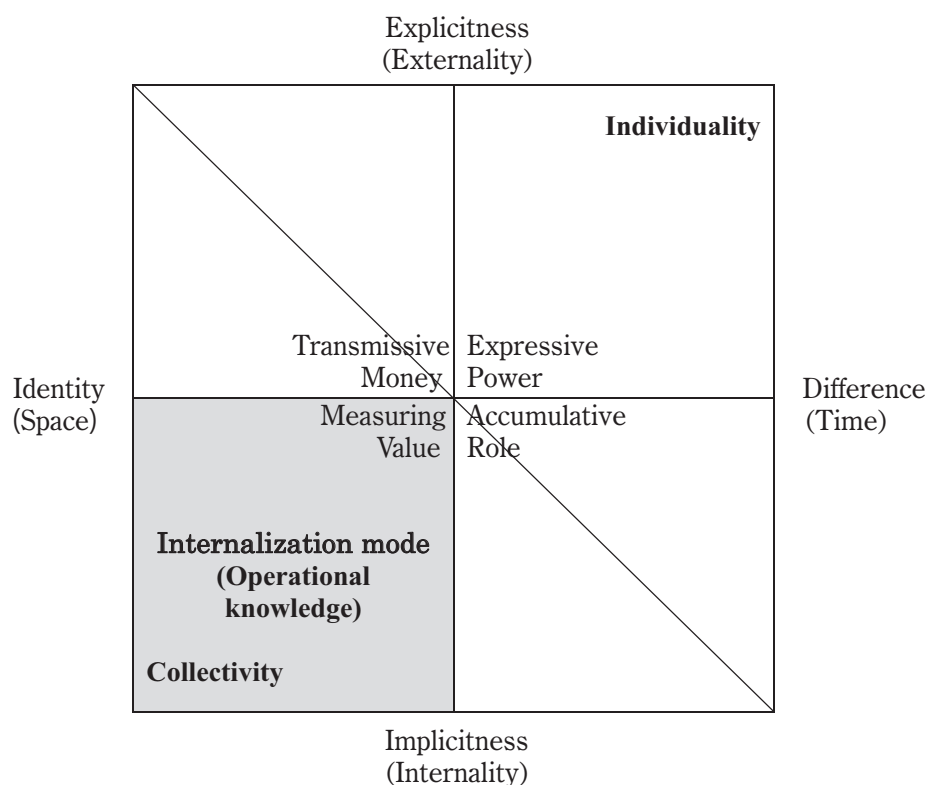 Explicitness
(Externality)
Individuality
Transmissive
Money
Expressive
Power
Identity
(Space)
Difference
(Time)
Measuring
Value
Accumulative
Role
Internalization mode
(Operational
knowledge)
Collectivity
Implicitness
(Internality)